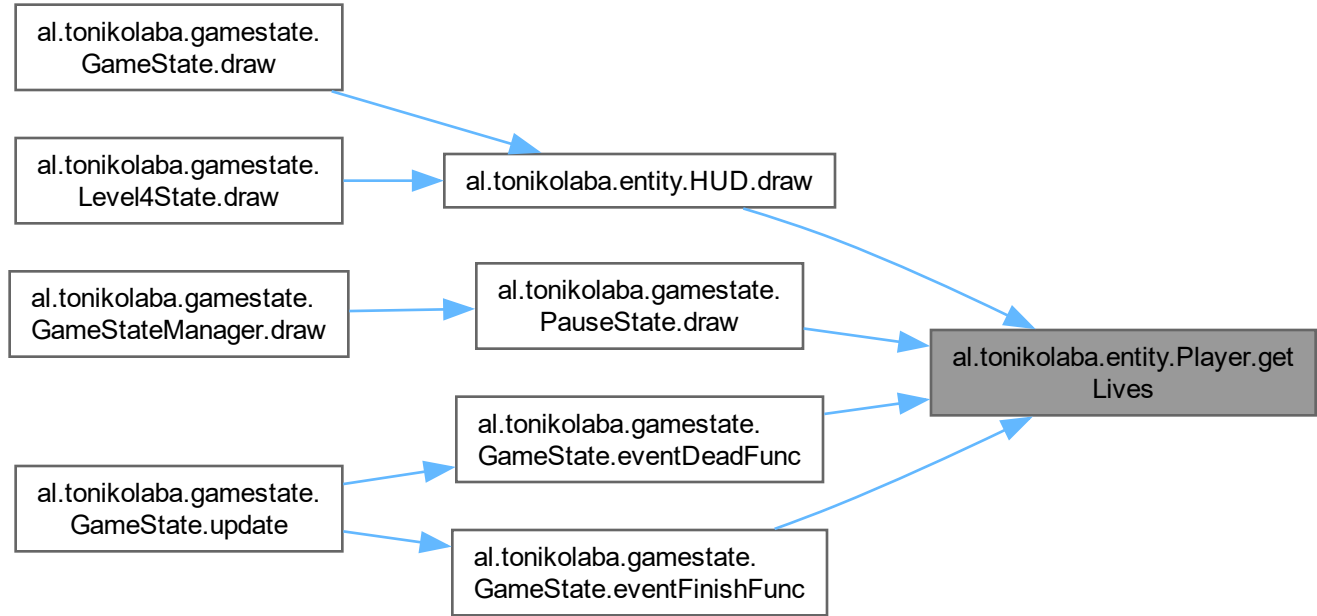 al.tonikolaba.gamestate.
GameState.draw
al.tonikolaba.gamestate.
Level4State.draw
al.tonikolaba.entity.HUD.draw
al.tonikolaba.gamestate.
GameStateManager.draw
al.tonikolaba.gamestate.
PauseState.draw
al.tonikolaba.entity.Player.get
Lives
al.tonikolaba.gamestate.
GameState.eventDeadFunc
al.tonikolaba.gamestate.
GameState.update
al.tonikolaba.gamestate.
GameState.eventFinishFunc